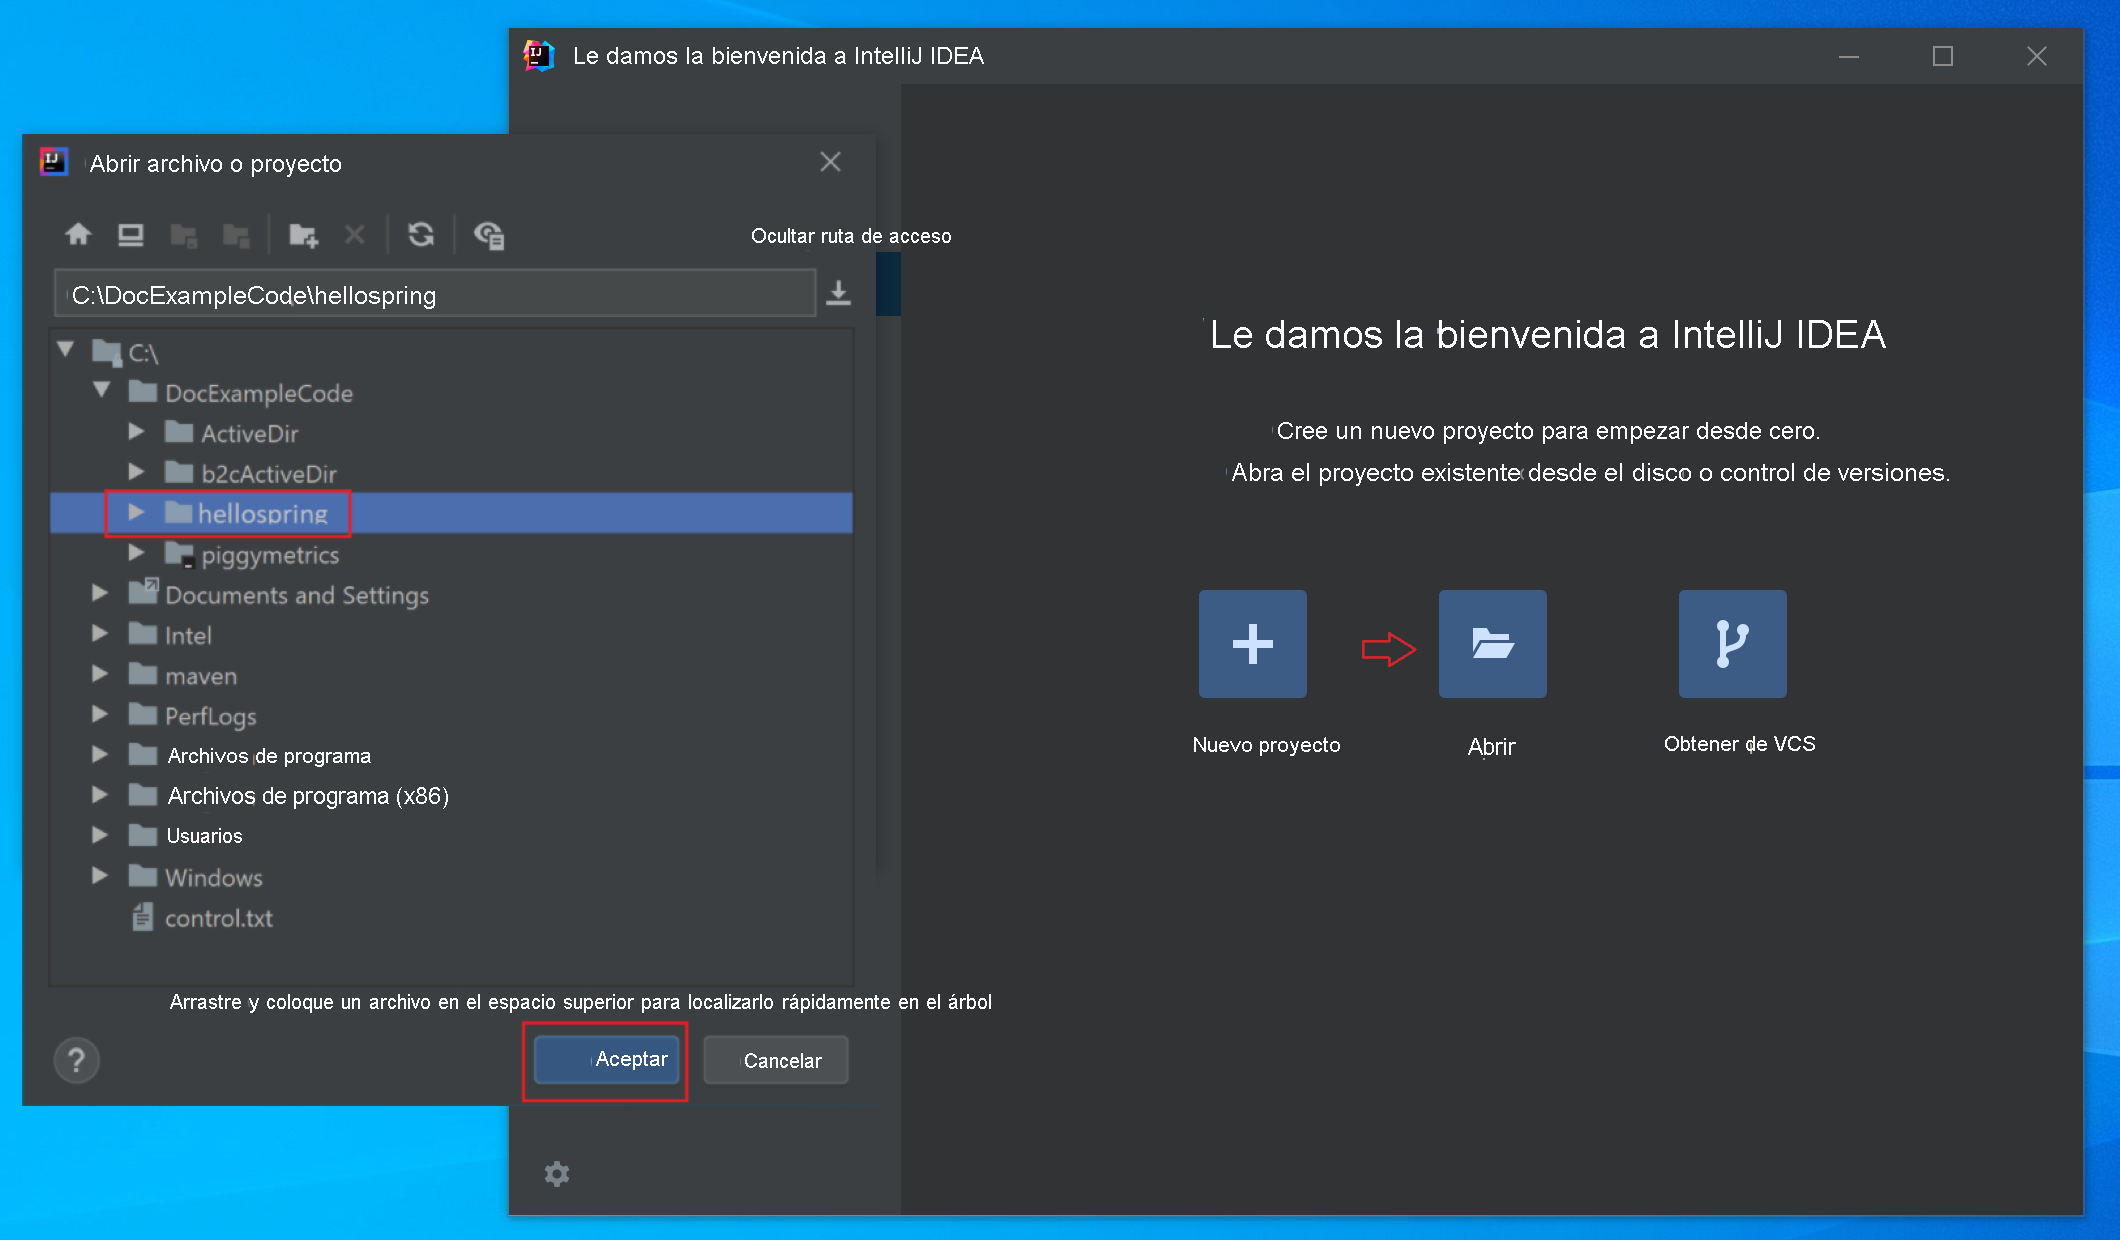 Le damos la bienvenida a IntelliJ IDEA
Abrir archivo o proyecto
Ocultar ruta de acceso
C:\DocExampleCode\hellospring
C:\
DocExampleCode
ActiveDir
b2cActiveDir
hellospring
piggymetrics
Documents and Settings
Intel
maven
PerfLogs
Archivos de programa
Archivos de programa (x86)
Usuarios
Windows
control.txt
Arrastre y coloque un archivo en el espacio superior para localizarlo rápidamente en el árbol
?
Aceptar
Cancelar
Le damos la bienvenida a IntelliJ IDEA
Cree un nuevo proyecto para empezar desde cero.
Abra el proyecto existente desde el disco o control de versiones.
Nuevo proyecto
Abrir
Obtener de VCS